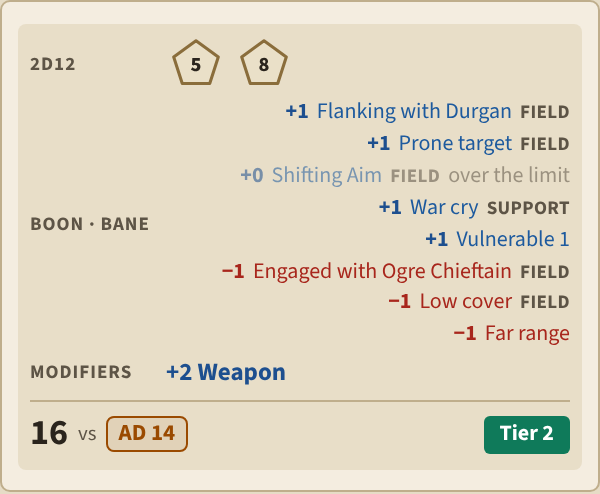 2D12 5 8
+1 Flanking with Durgan FIELD
+1 Prone target FIELD
+0 Shifting Aim FIELD over the limit
+1 War cry SUPPORT
BOON · BANE
+1 Vulnerable 1
−1 Engaged with Ogre Chieftain FIELD
−1 Low cover FIELD
−1 Far range
MODIFIERS +2 Weapon
16 vs AD 14 Tier 2